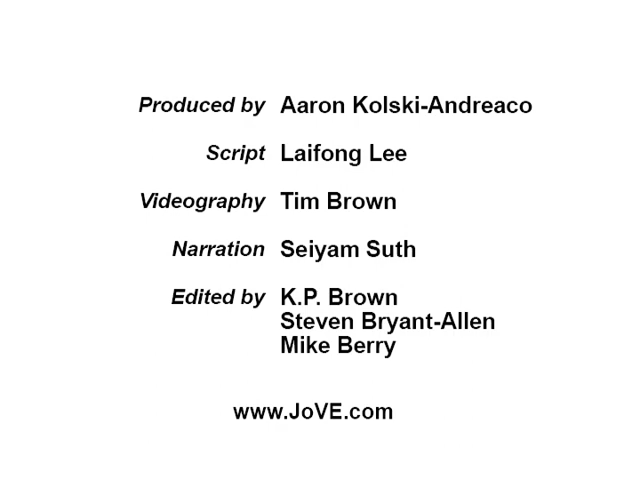 Produced by Aaron Kolski-Andreaco
Script Laifong Lee
Videography Tim Brown
Narration Seiyam Suth
Edited by K.P. Brown
Steven Bryant-Allen
Mike Berry
www.JoVE.com